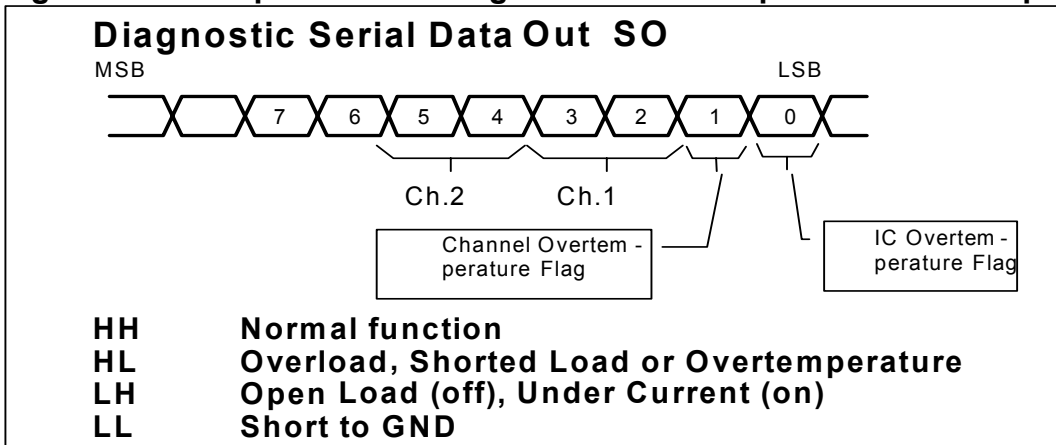 Diagnostic Serial Data Out SO
MSB LSB
7 6 5 4 3 2 1 0
Ch.2 Ch.1
Channel Overtem -
perature Flag
IC Overtem -
perature Flag
HH Normal function
HL Overload, Shorted Load or Overtemperature
LH Open Load (off), Under Current (on)
LL Short to GND